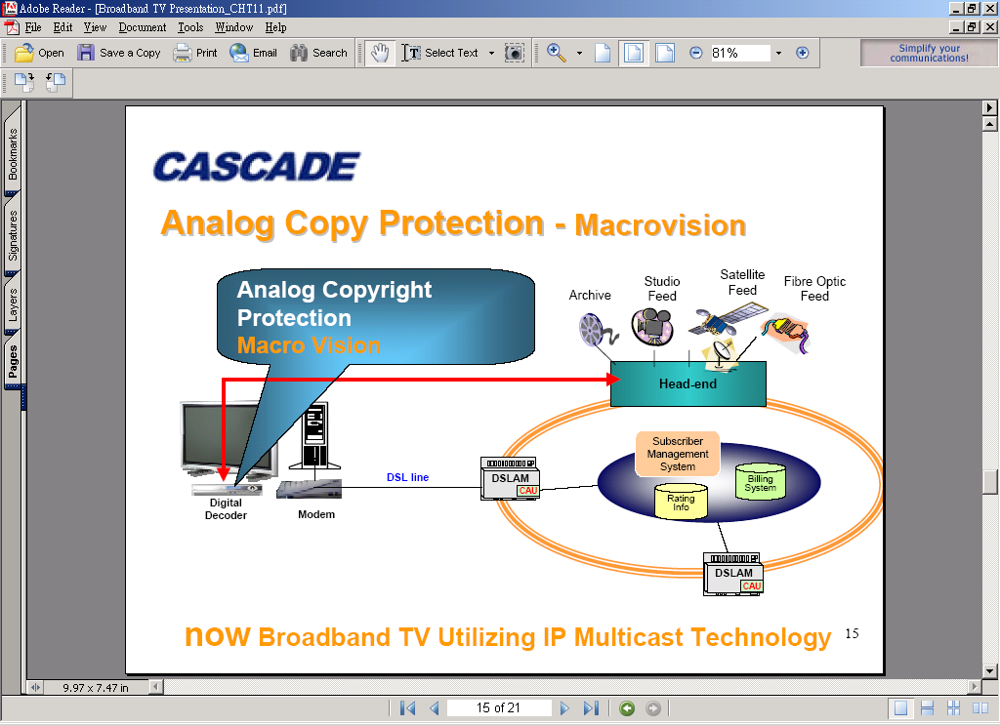 Adobe Reader - [Broadband TV Presentation_CHT11.pdf]
File Edit View Document Tools Window Help
Open Save a Copy Print Email Search Select Text 81%
Simplify your
communications!
Bookmarks
Signatures
Layers
Pages
CASCADE
Analog Copy Protection - Macrovision
Analog Copyright
Protection
Macro Vision
Archive
Studio
Feed
Satellite
Feed
Fibre Optic
Feed
Head-end
Subscriber
Management
System
Rating
Info
Billing
System
DSLAM
CAU
DSL line
Digital
Decoder
Modem
DSLAM
CAU
now Broadband TV Utilizing IP Multicast Technology 15
9.97 x 7.47 in
15 of 21